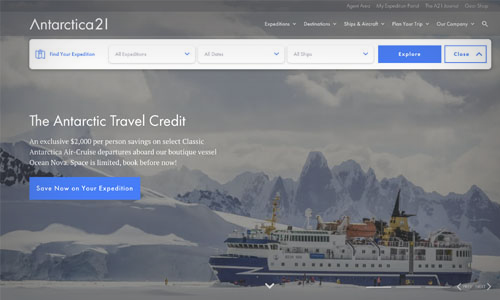 Agent Area My Expedition Portal The A21 Journal Gear Shop
Antarctica21
Expeditions Destinations Ships & Aircraft Plan Your Trip Our Company
Find Your Expedition All Expeditions All Dates All Ships Explore Close
The Antarctic Travel Credit
An exclusive $2,000 per person savings on select Classic
Antarctica Air-Cruise departures aboard our boutique vessel
Ocean Nova. Space is limited, book before now!
Save Now on Your Expedition